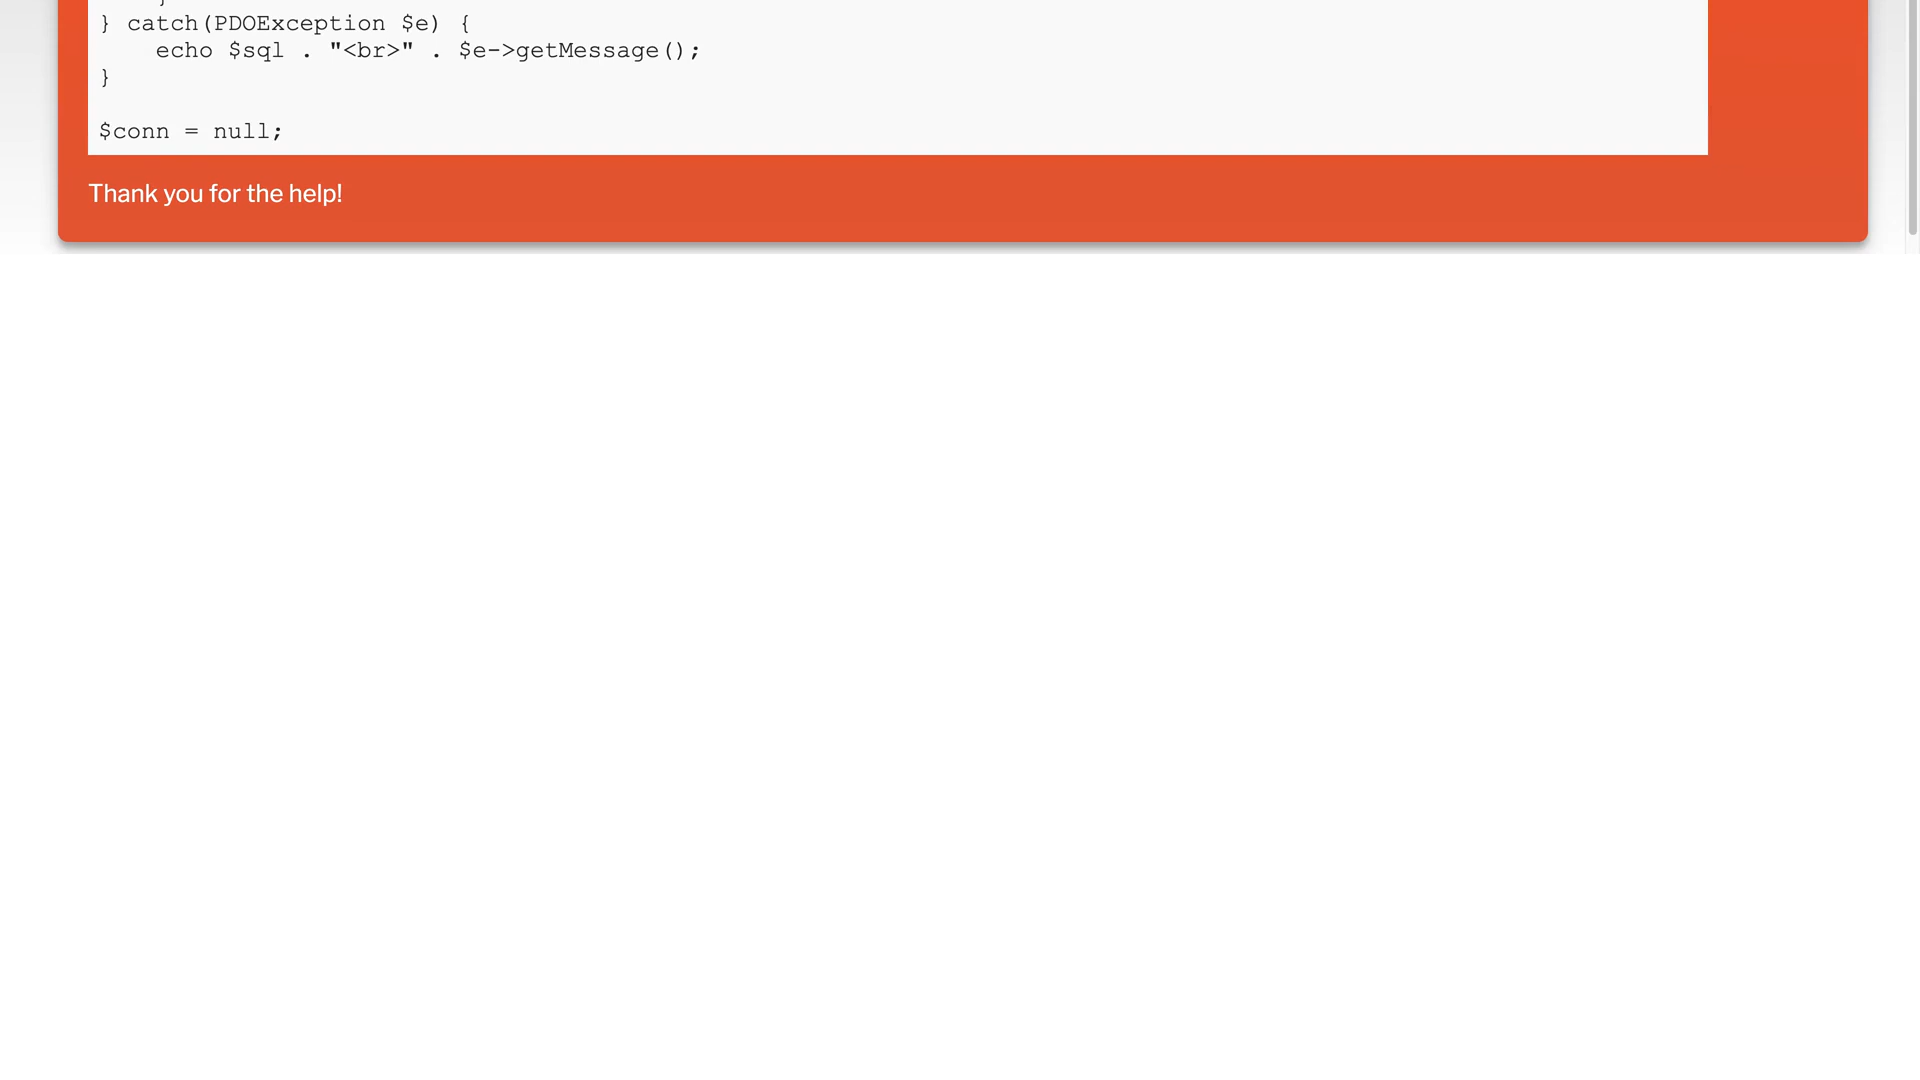 }
} catch(PDOException $e) {
    echo $sql . "<br>" . $e->getMessage();
}
$conn = null;
Thank you for the help!